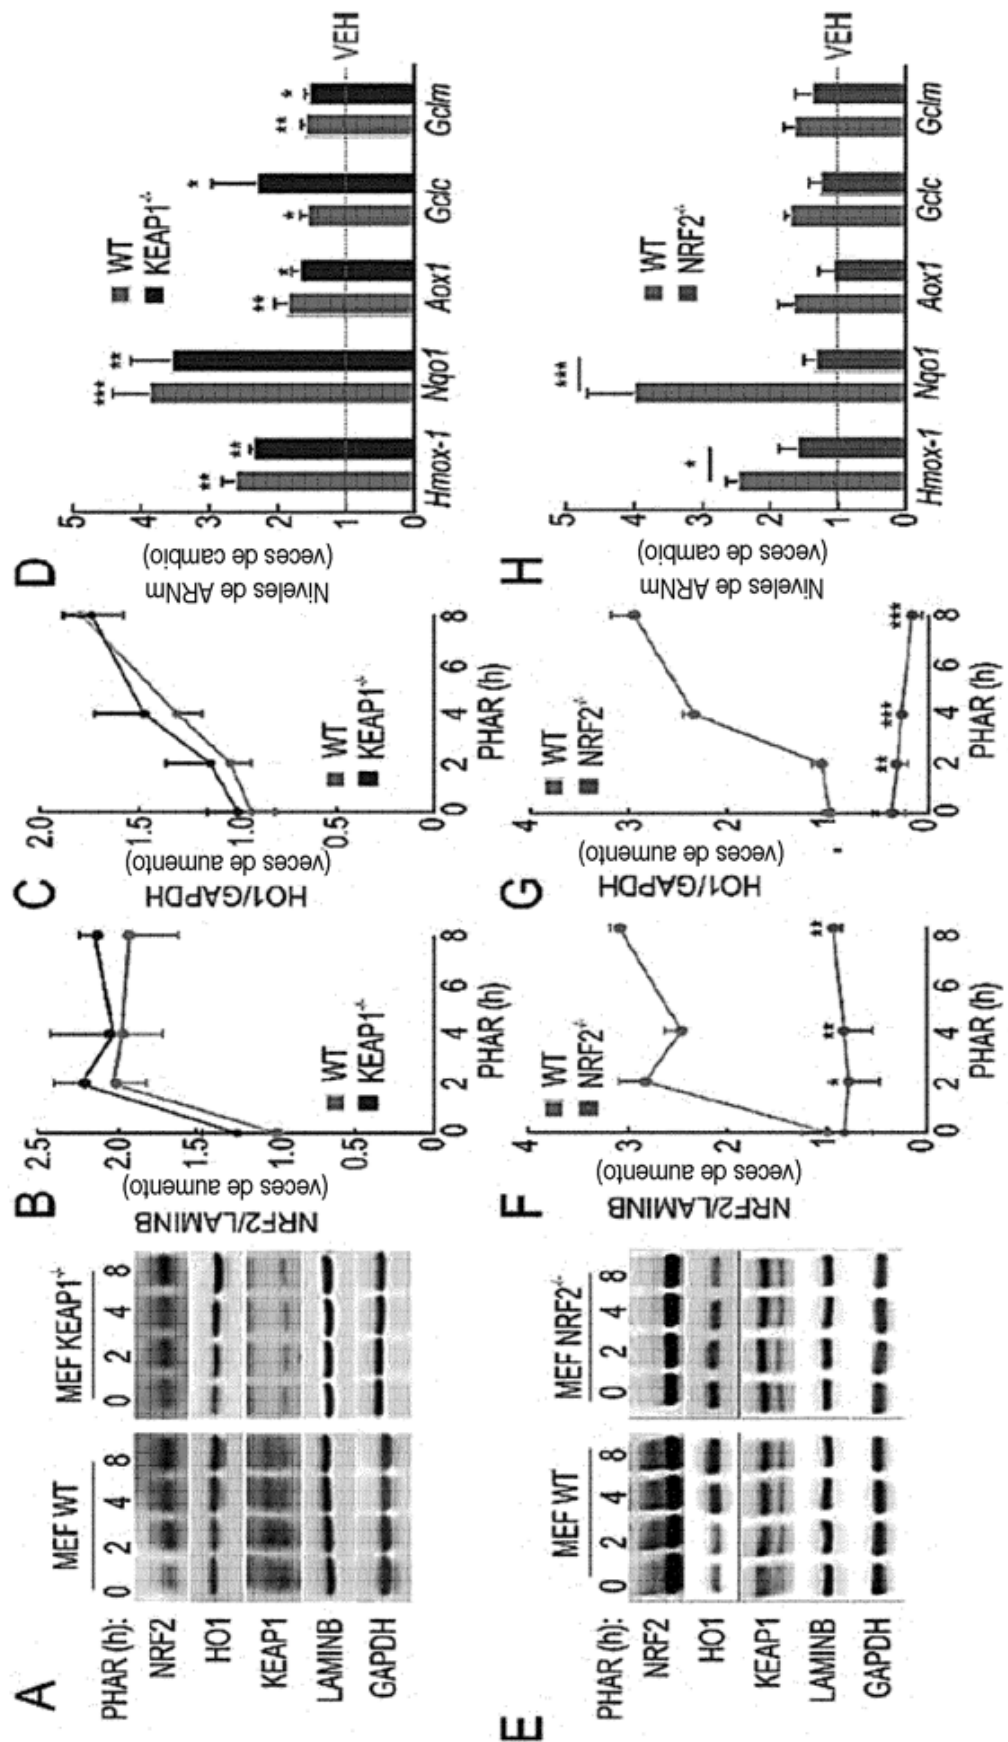 A
MEF WT
MEF KEAP1-/-
PHAR (h): 0 2 4 8 0 2 4 8
NRF2
HO1
KEAP1
LAMINB
GAPDH
B
NRF2/LAMINB
(veces de aumento)
2.5
2.0
1.5
1.0
0.5
0
WT
KEAP1-/-
0 2 4 6 8
PHAR (h)
C
HO1/GAPDH
(veces de aumento)
2.0
1.5
1.0
0.5
0
WT
KEAP1-/-
0 2 4 6 8
PHAR (h)
D
Niveles de ARNm
(veces de cambio)
5
4
3
2
1
0
WT
KEAP1-/-
** ** *** ** ** * * * ** *
VEH
Hmox-1 Nqo1 Aox1 Gclc Gclm
E
MEF WT
MEF NRF2-/-
PHAR (h): 0 2 4 8 0 2 4 8
NRF2
HO1
KEAP1
LAMINB
GAPDH
F
NRF2/LAMINB
(veces de aumento)
4
3
2
1
0
WT
NRF2-/-
* ** **
0 2 4 6 8
PHAR (h)
G
HO1/GAPDH
(veces de aumento)
4
3
2
1
0
WT
NRF2-/-
** *** ***
0 2 4 6 8
PHAR (h)
H
Niveles de ARNm
(veces de cambio)
5
4
3
2
1
0
WT
NRF2-/-
* ***
VEH
Hmox-1 Nqo1 Aox1 Gclc Gclm